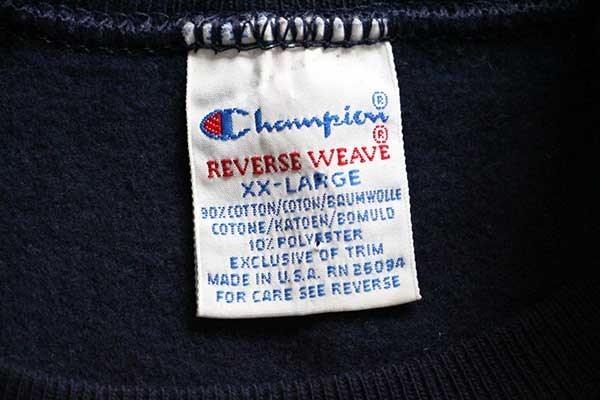 Champion®
REVERSE WEAVE®
XX-LARGE
90% COTTON/COTON/BAUMWOLLE
COTONE/KATOEN/BOMULD
10% POLYESTER
EXCLUSIVE OF TRIM
MADE IN U.S.A. RN 26094
FOR CARE SEE REVERSE